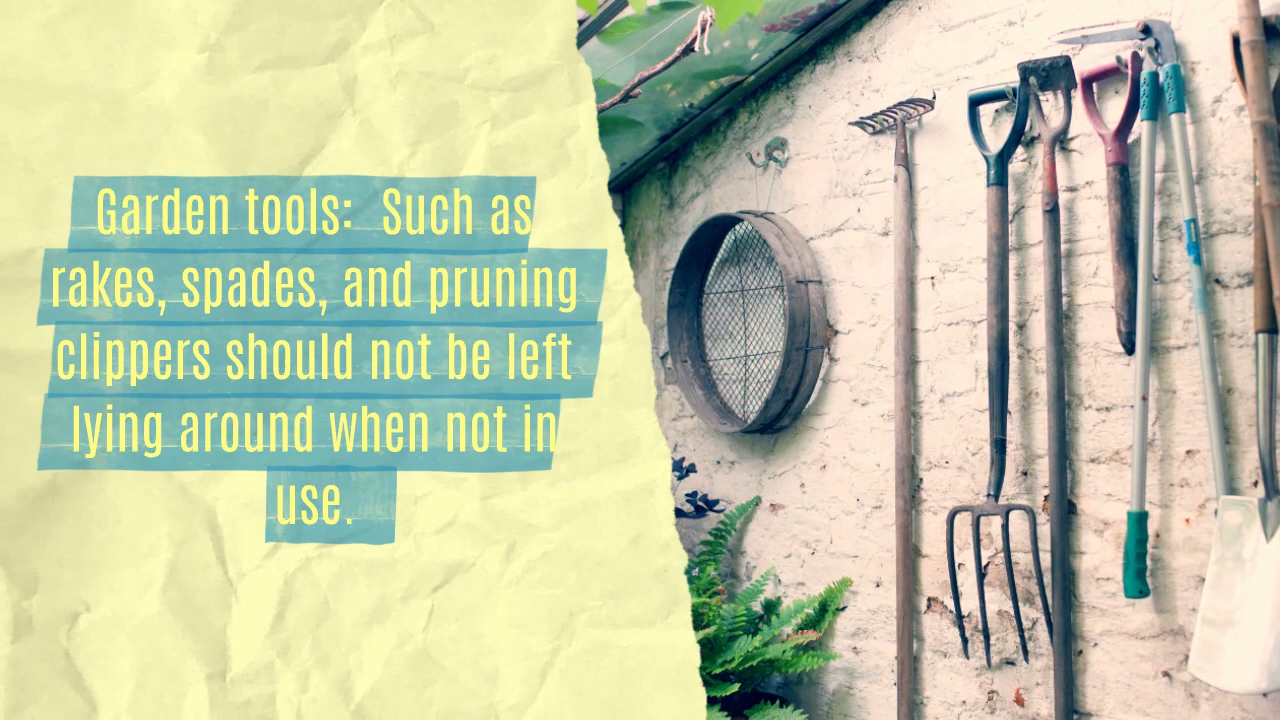 Garden tools:  Such as
rakes, spades, and pruning
clippers should not be left
lying around when not in
use.